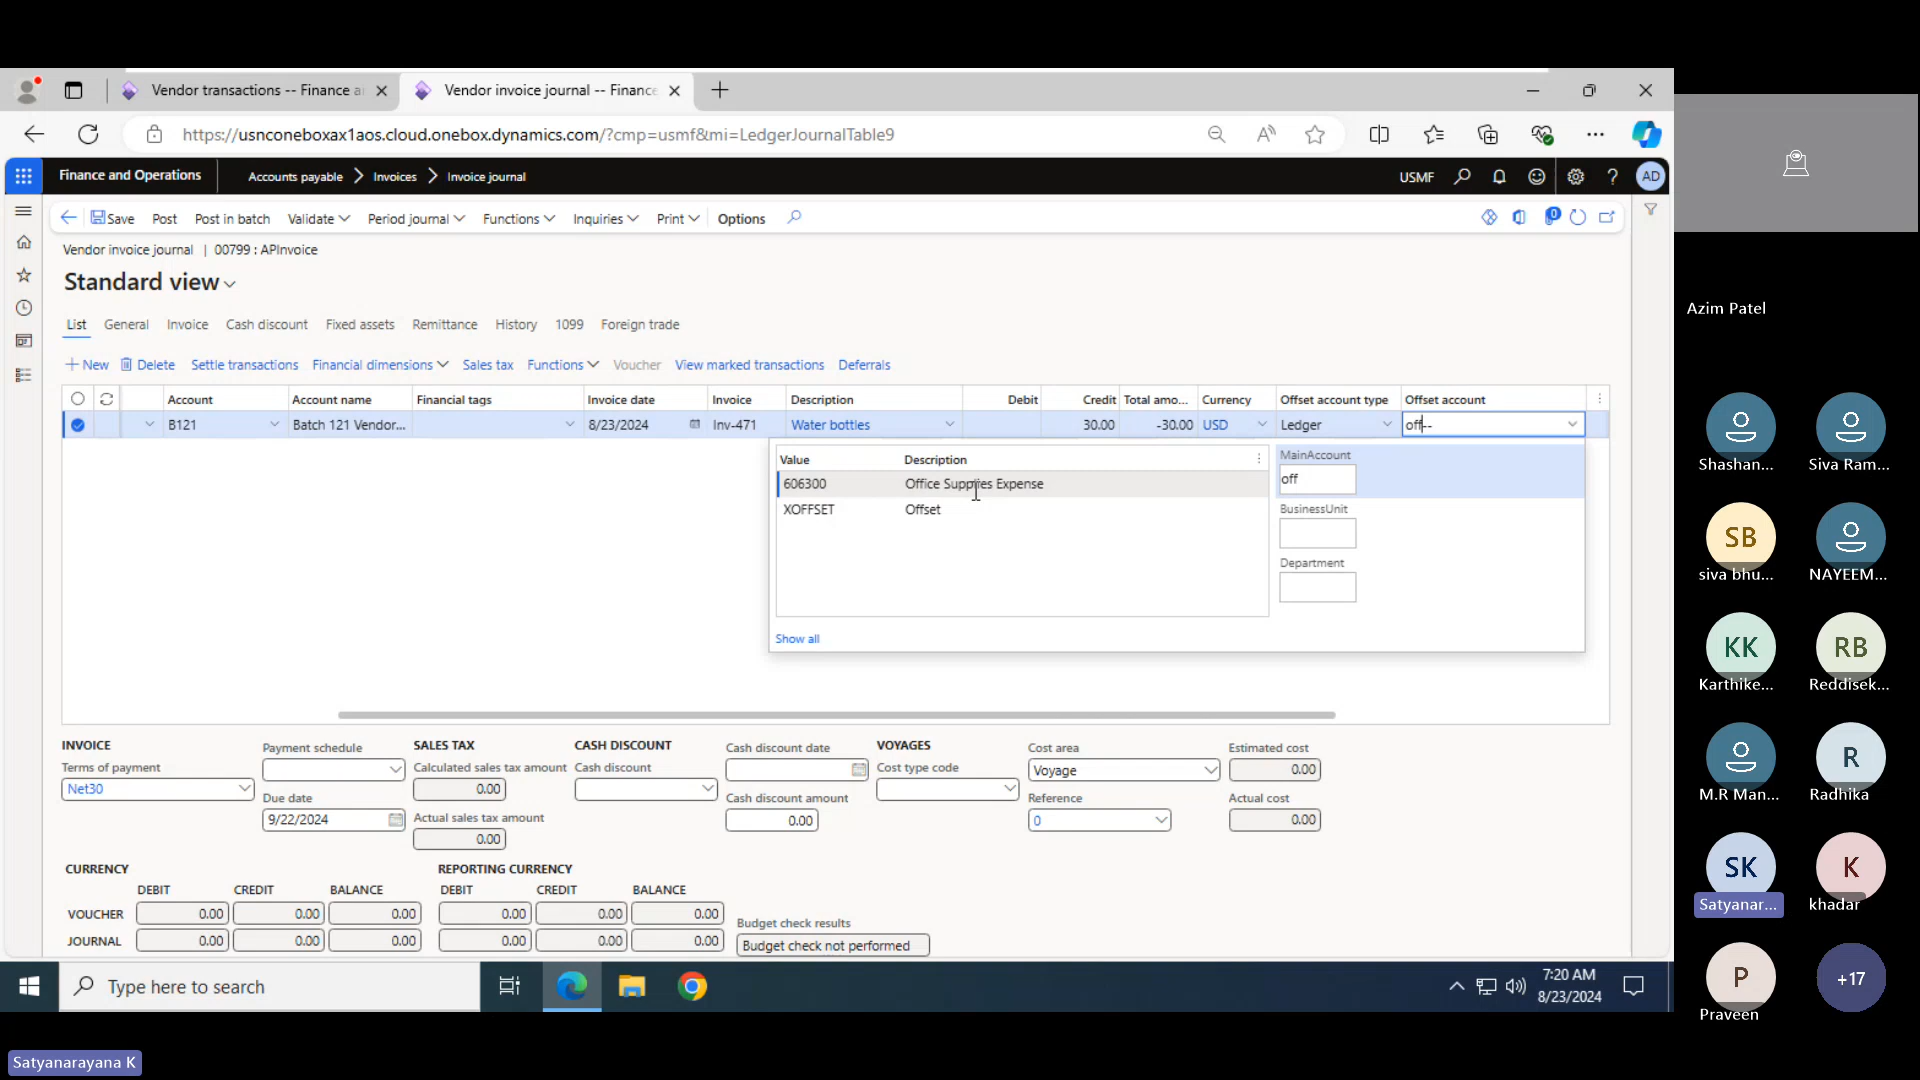 Vendor transactions -- Finance a
Vendor invoice journal -- Finance
https://usnconeboxax1aos.cloud.onebox.dynamics.com/?cmp=usmf&mi=LedgerJournalTable9
Finance and Operations
Accounts payable > Invoices > Invoice journal
USMF
AD
Save Post Post in batch Validate Period journal Functions Inquiries Print Options
0
Vendor invoice journal | 00799 : APInvoice
Standard view
List General Invoice Cash discount Fixed assets Remittance History 1099 Foreign trade
New Delete Settle transactions Financial dimensions Sales tax Functions Voucher View marked transactions Deferrals
Account Account name Financial tags Invoice date Invoice Description Debit Credit Total amo... Currency Offset account type Offset account
B121 Batch 121 Vendor... 8/23/2024 Inv-471 Water bottles 30.00 -30.00 USD Ledger off--
Value Description
606300 Office Supplies Expense
XOFFSET Offset
Show all
MainAccount
off
BusinessUnit
Department
INVOICE
Terms of payment
Net30
Payment schedule
Due date
9/22/2024
SALES TAX
Calculated sales tax amount
0.00
Actual sales tax amount
0.00
CASH DISCOUNT
Cash discount
Cash discount date
Cash discount amount
0.00
VOYAGES
Cost type code
Cost area
Voyage
Reference
0
Estimated cost
0.00
Actual cost
0.00
CURRENCY REPORTING CURRENCY
DEBIT CREDIT BALANCE DEBIT CREDIT BALANCE
VOUCHER 0.00 0.00 0.00 0.00 0.00 0.00
JOURNAL 0.00 0.00 0.00 0.00 0.00 0.00
Budget check results
Budget check not performed
Type here to search
7:20 AM
8/23/2024
Azim Patel
Shashan... Siva Ram...
SB
siva bhu... NAYEEM...
KK RB
Karthike... Reddisek...
R
M.R Man... Radhika
SK K
Satyanar... khadar
P +17
Praveen
Satyanarayana K